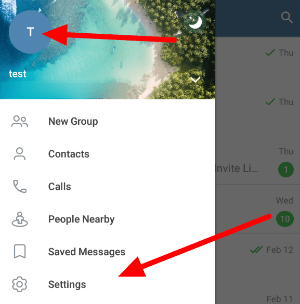 T
test
New Group
Contacts
Calls
People Nearby
Saved Messages
Settings
Thu
Thu
Thu
Invite Li...
1
Wed
10
Feb 12
Feb 11